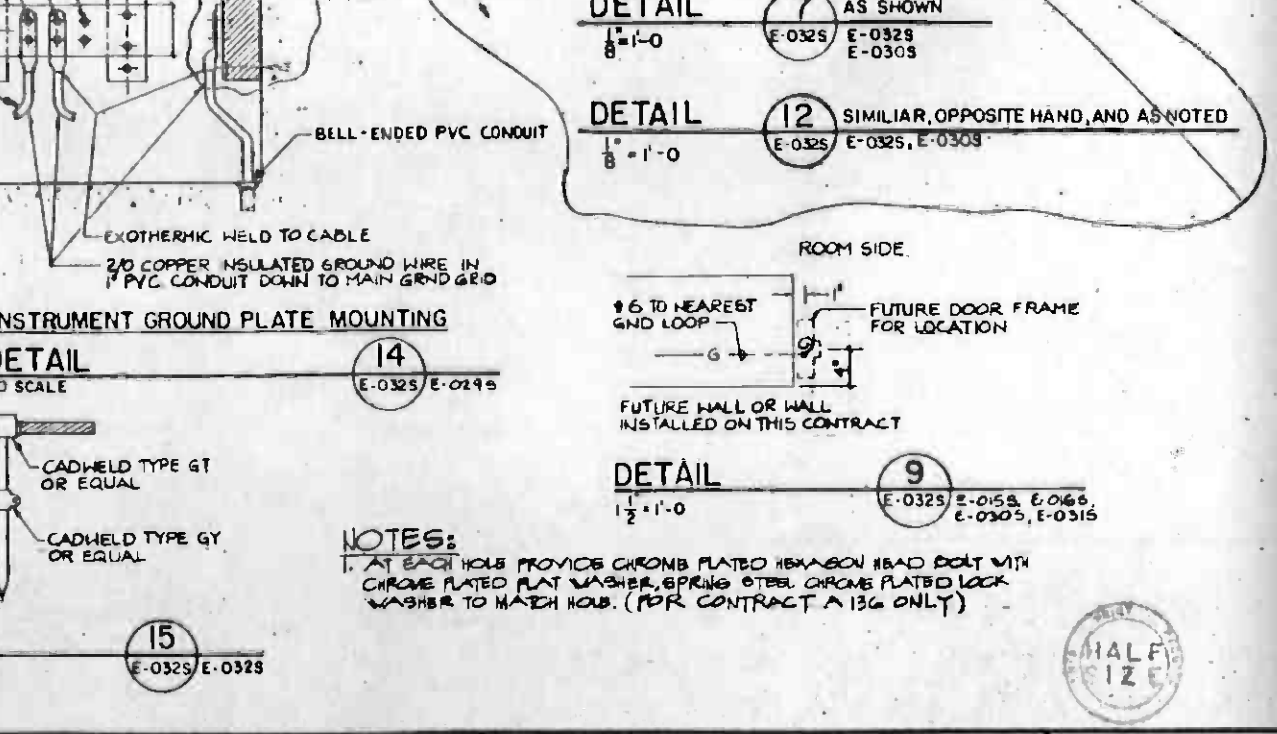 DETAIL
1/8"=1'-0
7
E-032S
AS SHOWN
E-032S
E-030S
BELL-ENDED PVC CONDUIT
DETAIL
1/8"=1'-0
12
E-032S
SIMILIAR, OPPOSITE HAND, AND AS NOTED
E-032S, E-030S
EXOTHERMIC WELD TO CABLE
2/0 COPPER INSULATED GROUND WIRE IN
1" PVC CONDUIT DOWN TO MAIN GRND GRID
INSTRUMENT GROUND PLATE MOUNTING
DETAIL
SCALE
14
E-032S
E-029S
ROOM SIDE
1"
#6 TO NEAREST
GND LOOP
G
FUTURE DOOR FRAME
FOR LOCATION
4"
FUTURE WALL OR WALL
INSTALLED ON THIS CONTRACT
DETAIL
1 1/2"=1'-0
9
E-032S
E-015S, E-016S,
E-030S, E-031S
CADWELD TYPE GT
OR EQUAL
CADWELD TYPE GY
OR EQUAL
15
E-032S
E-032S
NOTES:
1. AT EACH HOLE PROVIDE CHROME PLATED HEXAGON HEAD BOLT WITH
CHROME PLATED FLAT WASHER, SPRING STEEL CHROME PLATED LOCK
WASHER TO MATCH HOLE. (FOR CONTRACT A136 ONLY)
HALF